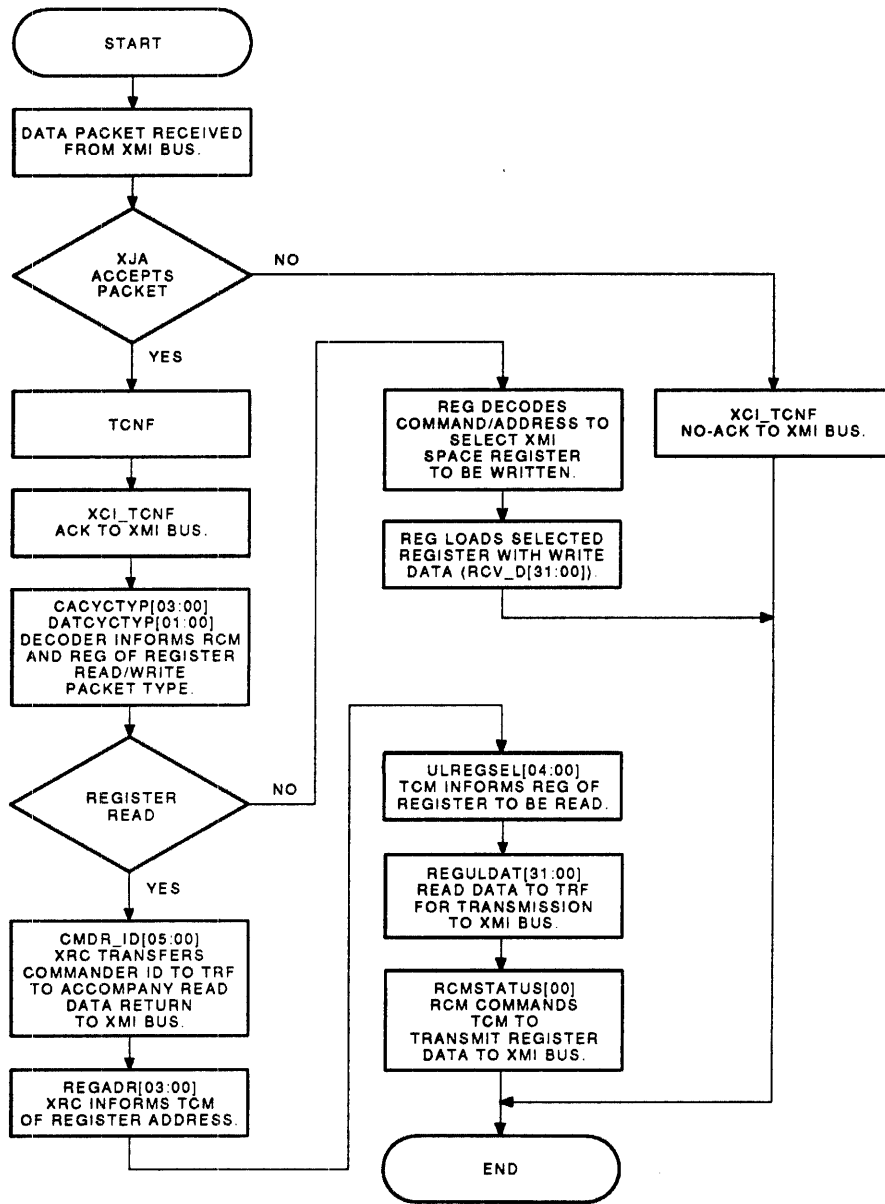 START
DATA PACKET RECEIVED
FROM XMI BUS.
XJA
ACCEPTS
PACKET
NO
YES
TCNF
XCI_TCNF
ACK TO XMI BUS.
CACYCTYP[03:00]
DATCYCTYP[01:00]
DECODER INFORMS RCM
AND REG OF REGISTER
READ/WRITE
PACKET TYPE.
REGISTER
READ
NO
YES
CMDR_ID[05:00]
XRC TRANSFERS
COMMANDER ID TO TRF
TO ACCOMPANY READ
DATA RETURN
TO XMI BUS.
REGADR[03:00]
XRC INFORMS TCM
OF REGISTER ADDRESS.
REG DECODES
COMMAND/ADDRESS TO
SELECT XMI
SPACE REGISTER
TO BE WRITTEN.
REG LOADS SELECTED
REGISTER WITH WRITE
DATA (RCV_D[31:00]).
ULREGSEL[04:00]
TCM INFORMS REG OF
REGISTER TO BE READ.
REGULDAT[31:00]
READ DATA TO TRF
FOR TRANSMISSION
TO XMI BUS.
RCMSTATUS[00]
RCM COMMANDS
TCM TO
TRANSMIT REGISTER
DATA TO XMI BUS.
XCI_TCNF
NO-ACK TO XMI BUS.
END